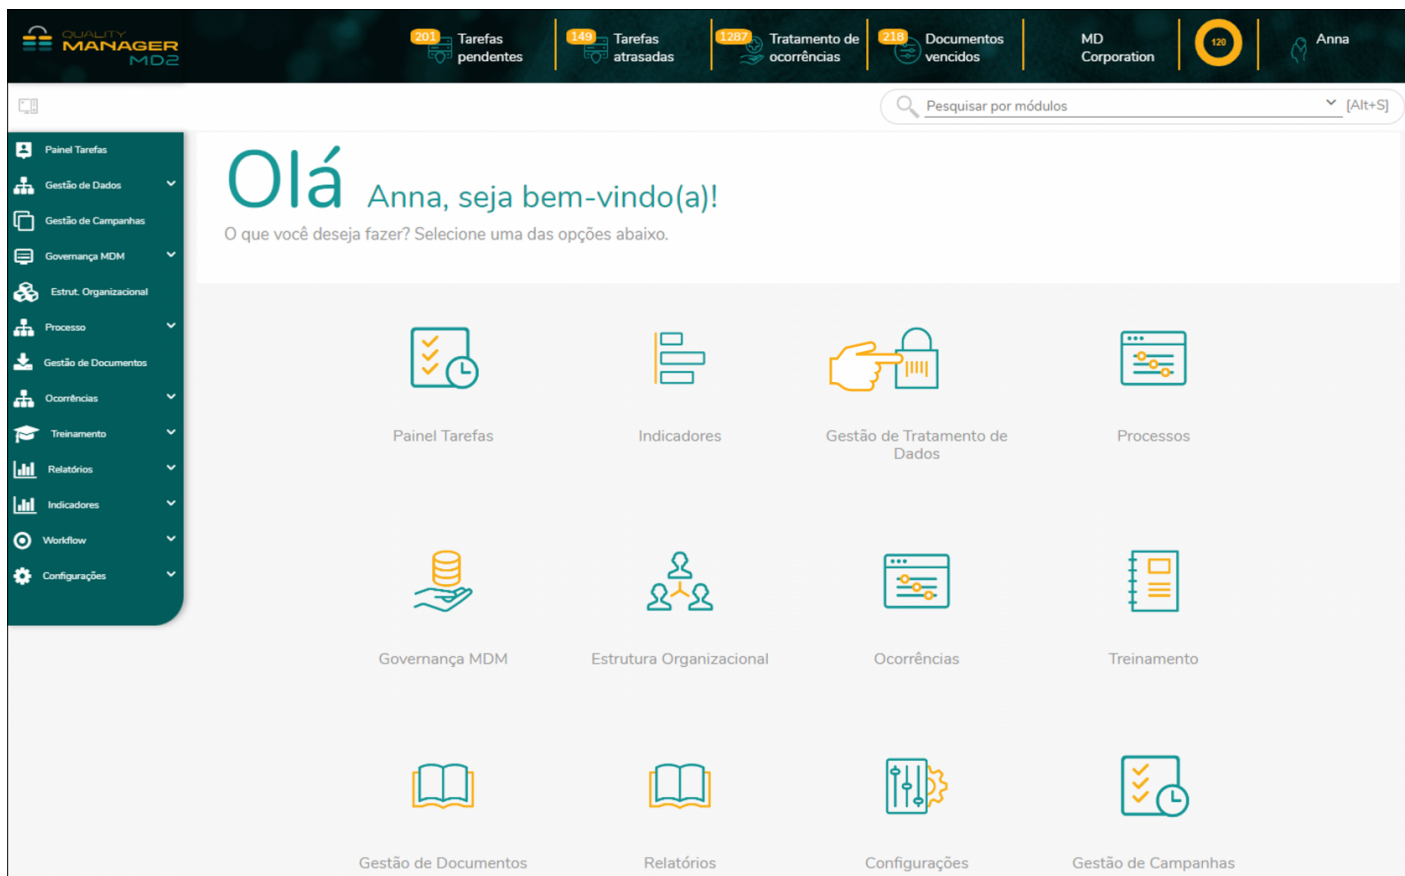 QUALITY
MANAGER
MD2
201
Tarefas
pendentes
149
Tarefas
atrasadas
1287
Tratamento de
ocorrências
218
Documentos
vencidos
MD
Corporation
120
Anna
Pesquisar por módulos
[Alt+S]
Painel Tarefas
Gestão de Dados
Gestão de Campanhas
Governança MDM
Estrut. Organizacional
Processo
Gestão de Documentos
Ocorrências
Treinamento
Relatórios
Indicadores
Workflow
Configurações
Olá Anna, seja bem-vindo(a)!
O que você deseja fazer? Selecione uma das opções abaixo.
Painel Tarefas
Indicadores
Gestão de Tratamento de
Dados
Processos
Governança MDM
Estrutura Organizacional
Ocorrências
Treinamento
Gestão de Documentos
Relatórios
Configurações
Gestão de Campanhas